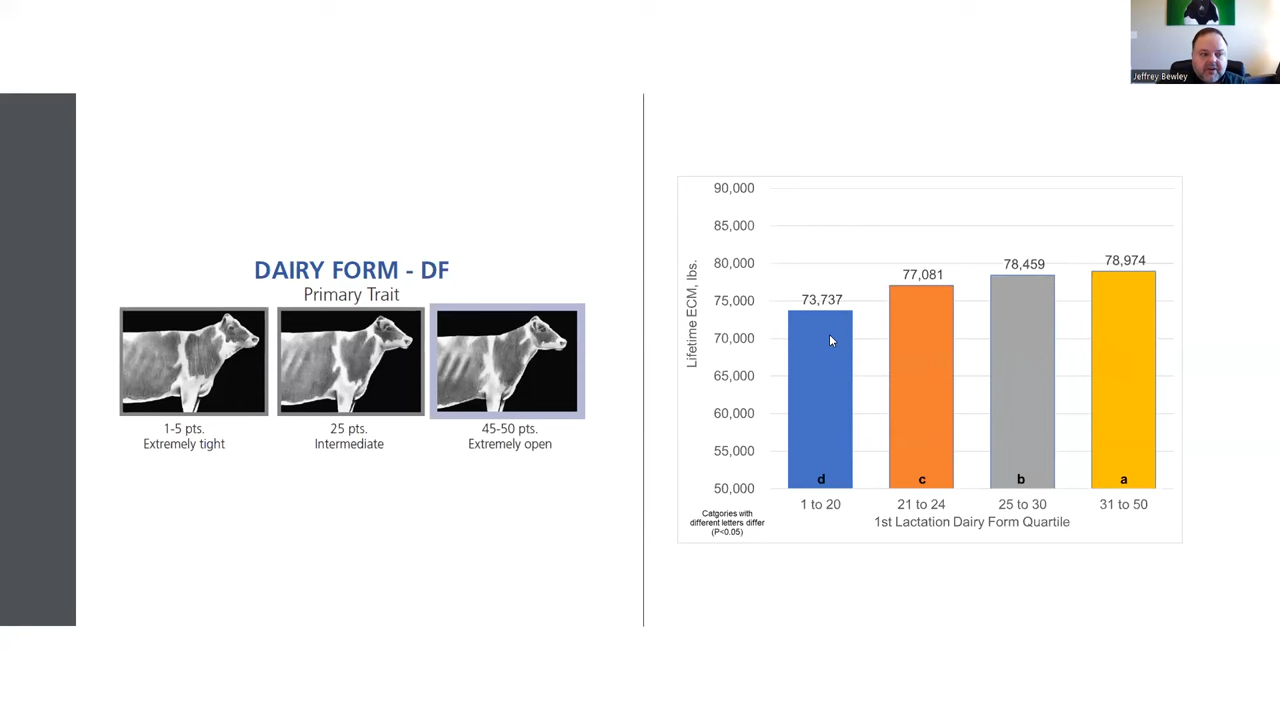 Jeffrey Bewley
DAIRY FORM - DF
Primary Trait
1-5 pts.
Extremely tight
25 pts.
Intermediate
45-50 pts.
Extremely open
Lifetime ECM, lbs.
90,000
85,000
80,000
75,000
70,000
65,000
60,000
55,000
50,000
73,737
77,081
78,459
78,974
d
c
b
a
1 to 20
21 to 24
25 to 30
31 to 50
1st Lactation Dairy Form Quartile
Catgories with
different letters differ
(P<0.05)